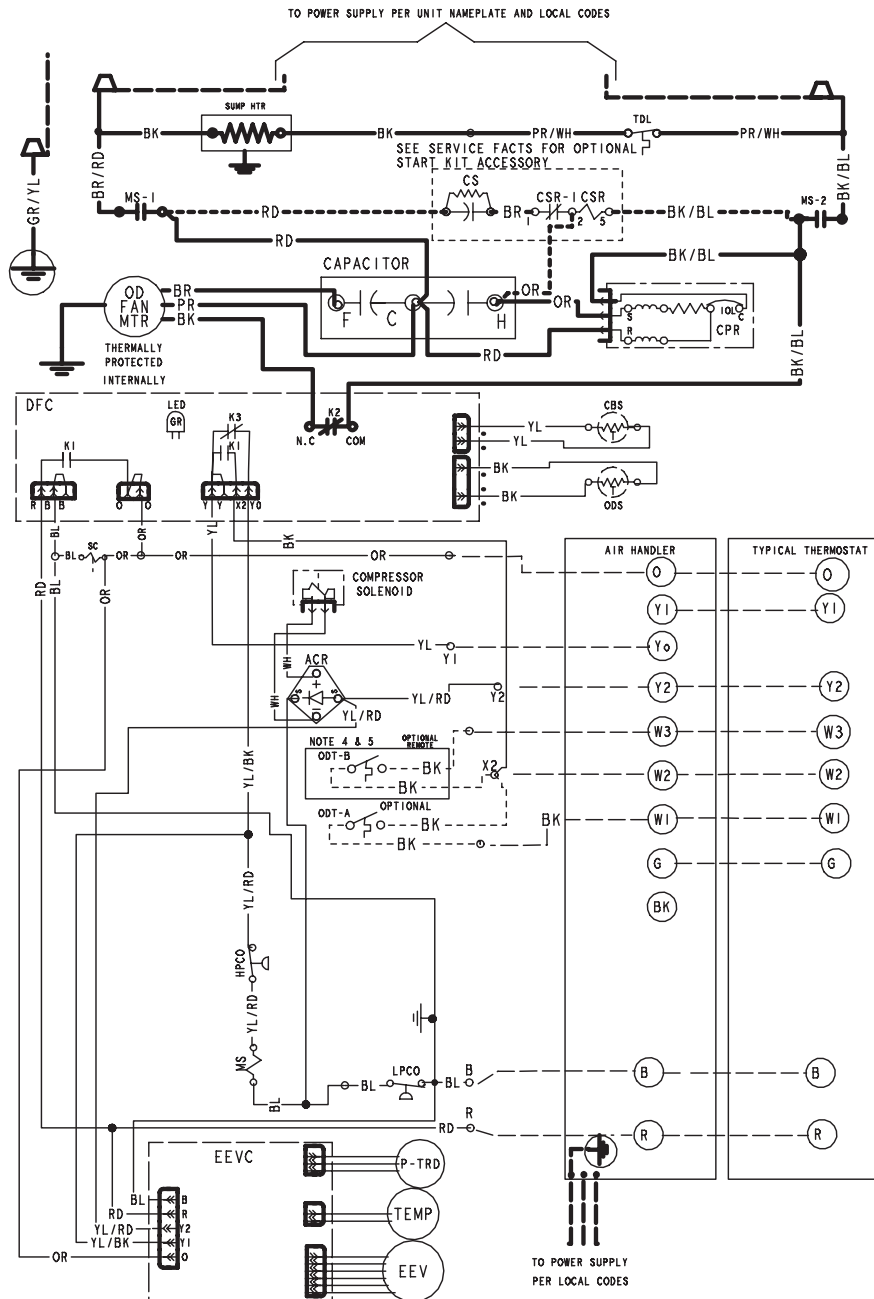 TO POWER SUPPLY PER UNIT NAMEPLATE AND LOCAL CODES
SUMP HTR
BK
BK
PR/WH
TDL
PR/WH
SEE SERVICE FACTS FOR OPTIONAL
START KIT ACCESSORY
BR/RD
GR/YL
BK/BL
CS
CSR-1 CSR
MS-1
RD
BR
1
2
5
BK/BL
MS-2
RD
BK/BL
CAPACITOR
OR
OR
F
C
H
S
R
IOL
C
CPR
RD
BK/BL
OD
FAN
MTR
BR
PR
BK
THERMALLY
PROTECTED
INTERNALLY
DFC
LED
GR
K3
K1
K1
K2
N.C
COM
YL
YL
CBS
T
BK
BK
T
ODS
R
B
B
O
O
Y
Y
X2
YO
BL
OR
YL
BK
BL
SC
OR
OR
OR
RD
BL
OR
COMPRESSOR
SOLENOID
AIR HANDLER
TYPICAL THERMOSTAT
O
O
Y1
Y1
YL
Y1
Yo
WH
WH
ACR
+
S
S
–
YL/RD
YL/RD
Y2
Y2
Y2
NOTE 4 & 5
OPTIONAL
REMOTE
ODT-B
BK
BK
X2
W3
W3
W2
W2
ODT-A
OPTIONAL
BK
BK
BK
W1
W1
G
G
BK
YL/BK
YL/RD
HPCO
YL/RD
MS
BL
BL
LPCO
BL
B
B
B
RD
R
R
R
EEVC
P-TRD
TEMP
EEV
BL
RD
YL/RD
YL/BK
OR
B
R
Y2
Y1
O
TO POWER SUPPLY
PER LOCAL CODES